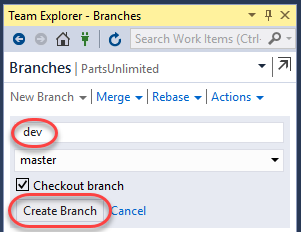 Team Explorer - Branches
Search Work Items (Ctrl+
Branches | PartsUnlimited
New Branch | Merge | Rebase | Actions
dev
master
Checkout branch
Create Branch Cancel